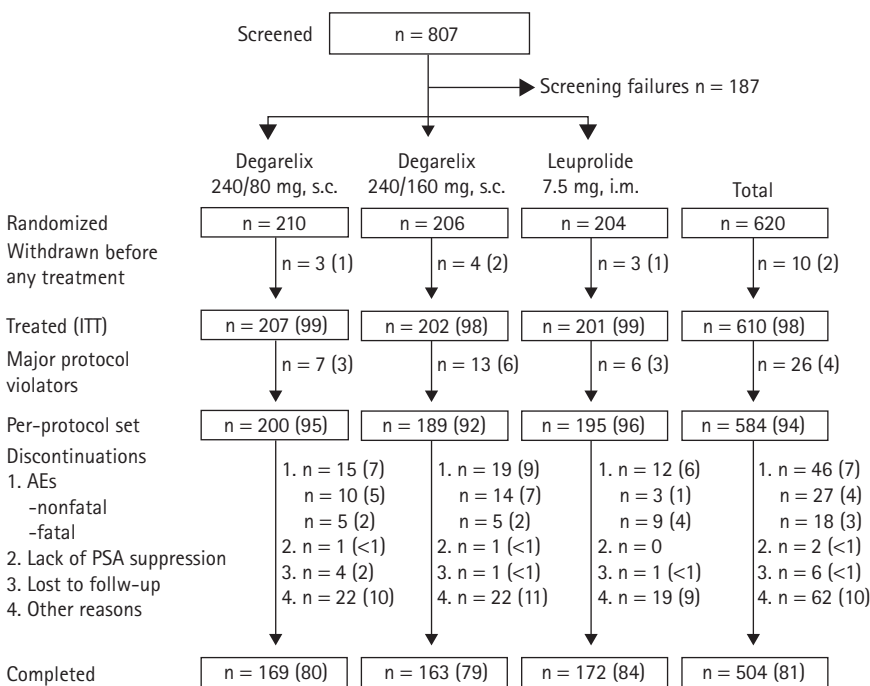 Screened
n = 807
Screening failures n = 187
Degarelix
240/80 mg, s.c.
Degarelix
240/160 mg, s.c.
Leuprolide
7.5 mg, i.m.
Total
Randomized
n = 210
n = 206
n = 204
n = 620
Withdrawn before
any treatment
n = 3 (1)
n = 4 (2)
n = 3 (1)
n = 10 (2)
Treated (ITT)
n = 207 (99)
n = 202 (98)
n = 201 (99)
n = 610 (98)
Major protocol
violators
n = 7 (3)
n = 13 (6)
n = 6 (3)
n = 26 (4)
Per-protocol set
n = 200 (95)
n = 189 (92)
n = 195 (96)
n = 584 (94)
Discontinuations
1. AEs
-nonfatal
-fatal
2. Lack of PSA suppression
3. Lost to follw-up
4. Other reasons
1. n = 15 (7)
n = 10 (5)
n = 5 (2)
2. n = 1 (<1)
3. n = 4 (2)
4. n = 22 (10)
1. n = 19 (9)
n = 14 (7)
n = 5 (2)
2. n = 1 (<1)
3. n = 1 (<1)
4. n = 22 (11)
1. n = 12 (6)
n = 3 (1)
n = 9 (4)
2. n = 0
3. n = 1 (<1)
4. n = 19 (9)
1. n = 46 (7)
n = 27 (4)
n = 18 (3)
2. n = 2 (<1)
3. n = 6 (<1)
4. n = 62 (10)
Completed
n = 169 (80)
n = 163 (79)
n = 172 (84)
n = 504 (81)